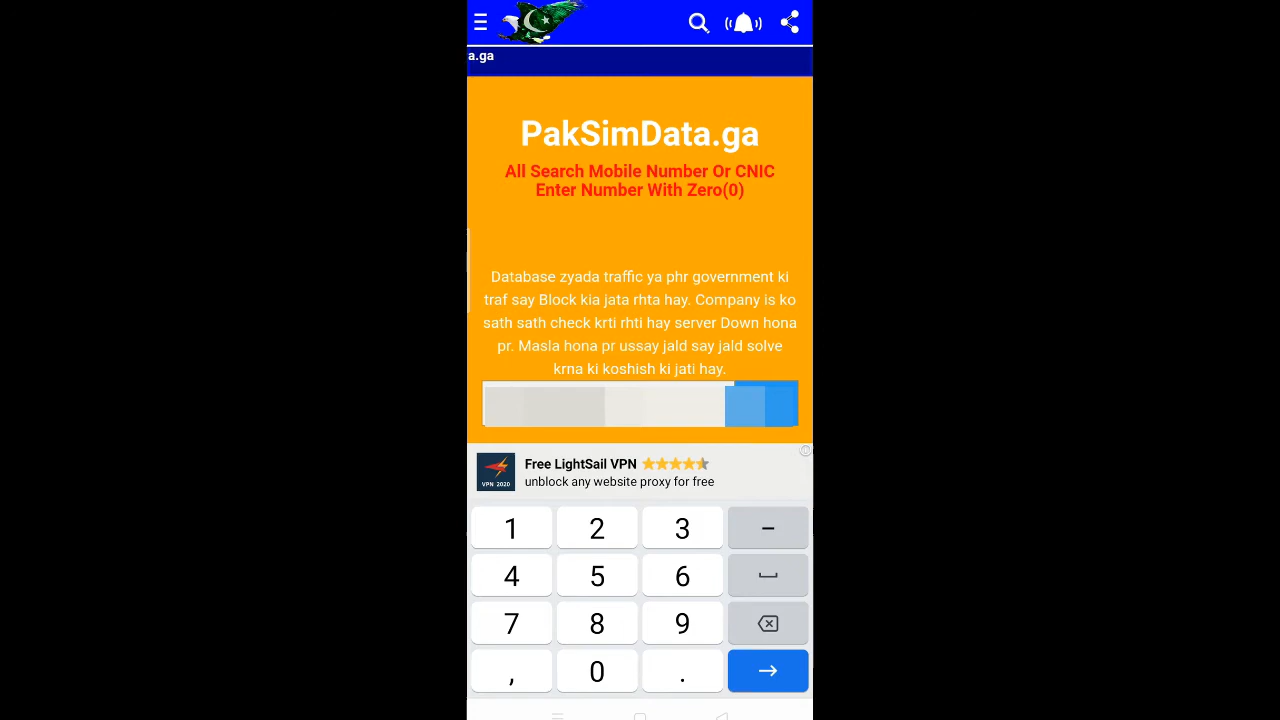 a.ga
PakSimData.ga
All Search Mobile Number Or CNIC
Enter Number With Zero(0)
Database zyada traffic ya phr government ki
traf say Block kia jata rhta hay. Company is ko
sath sath check krti rhti hay server Down hona
pr. Masla hona pr ussay jald say jald solve
krna ki koshish ki jati hay.
VPN 2020
Free LightSail VPN
unblock any website proxy for free
1 2 3 –
4 5 6
7 8 9
, 0 .